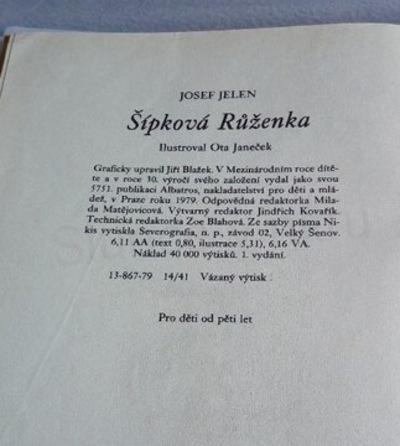 JOSEF JELEN
Šípková Růženka
Ilustroval Ota Janeček
Graficky upravil Jiří Blažek. V Mezinárodním roce dítě-
te a v roce 30. výročí svého založení vydal jako svou
5751. publikaci Albatros, nakladatelství pro děti a mlá-
dež, v Praze roku 1979. Odpovědná redaktorka Mila-
da Matějovicová. Výtvarný redaktor Jindřich Kovařík.
Technická redaktorka Zoe Blahová. Ze sazby písma Ni-
kis vytiskla Severografia, n. p., závod 02, Velký Šenov.
6,11 AA (text 0,80, ilustrace 5,31), 6,16 VA.
Náklad 40 000 výtisků. 1. vydání.
13-867-79 14/41 Vázaný výtisk
Pro děti od pěti let